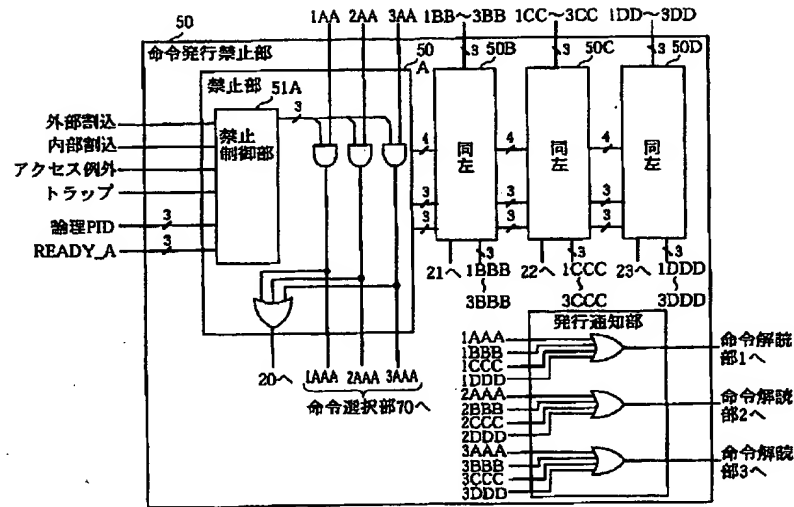 1AA 2AA 3AA 1BB～3BB 1CC～3CC 1DD～3DD
50
命令発行禁止部
50A
3
50B
3
50C
3
50D
禁止部
51A
3
禁止
制御部
外部割込
内部割込
アクセス例外
トラップ
論理PID
3
READY_A
3
4
3
3
同左
4
3
3
同左
4
3
3
同左
21へ
3
1BBB
～
3BBB
22へ
3
1CCC
～
3CCC
23へ
3
1DDD
～
3DDD
20へ
1AAA 2AAA 3AAA
命令選択部70へ
発行通知部
1AAA
1BBB
1CCC
1DDD
命令解読
部1へ
2AAA
2BBB
2CCC
2DDD
命令解読
部2へ
3AAA
3BBB
3CCC
3DDD
命令解読
部3へ